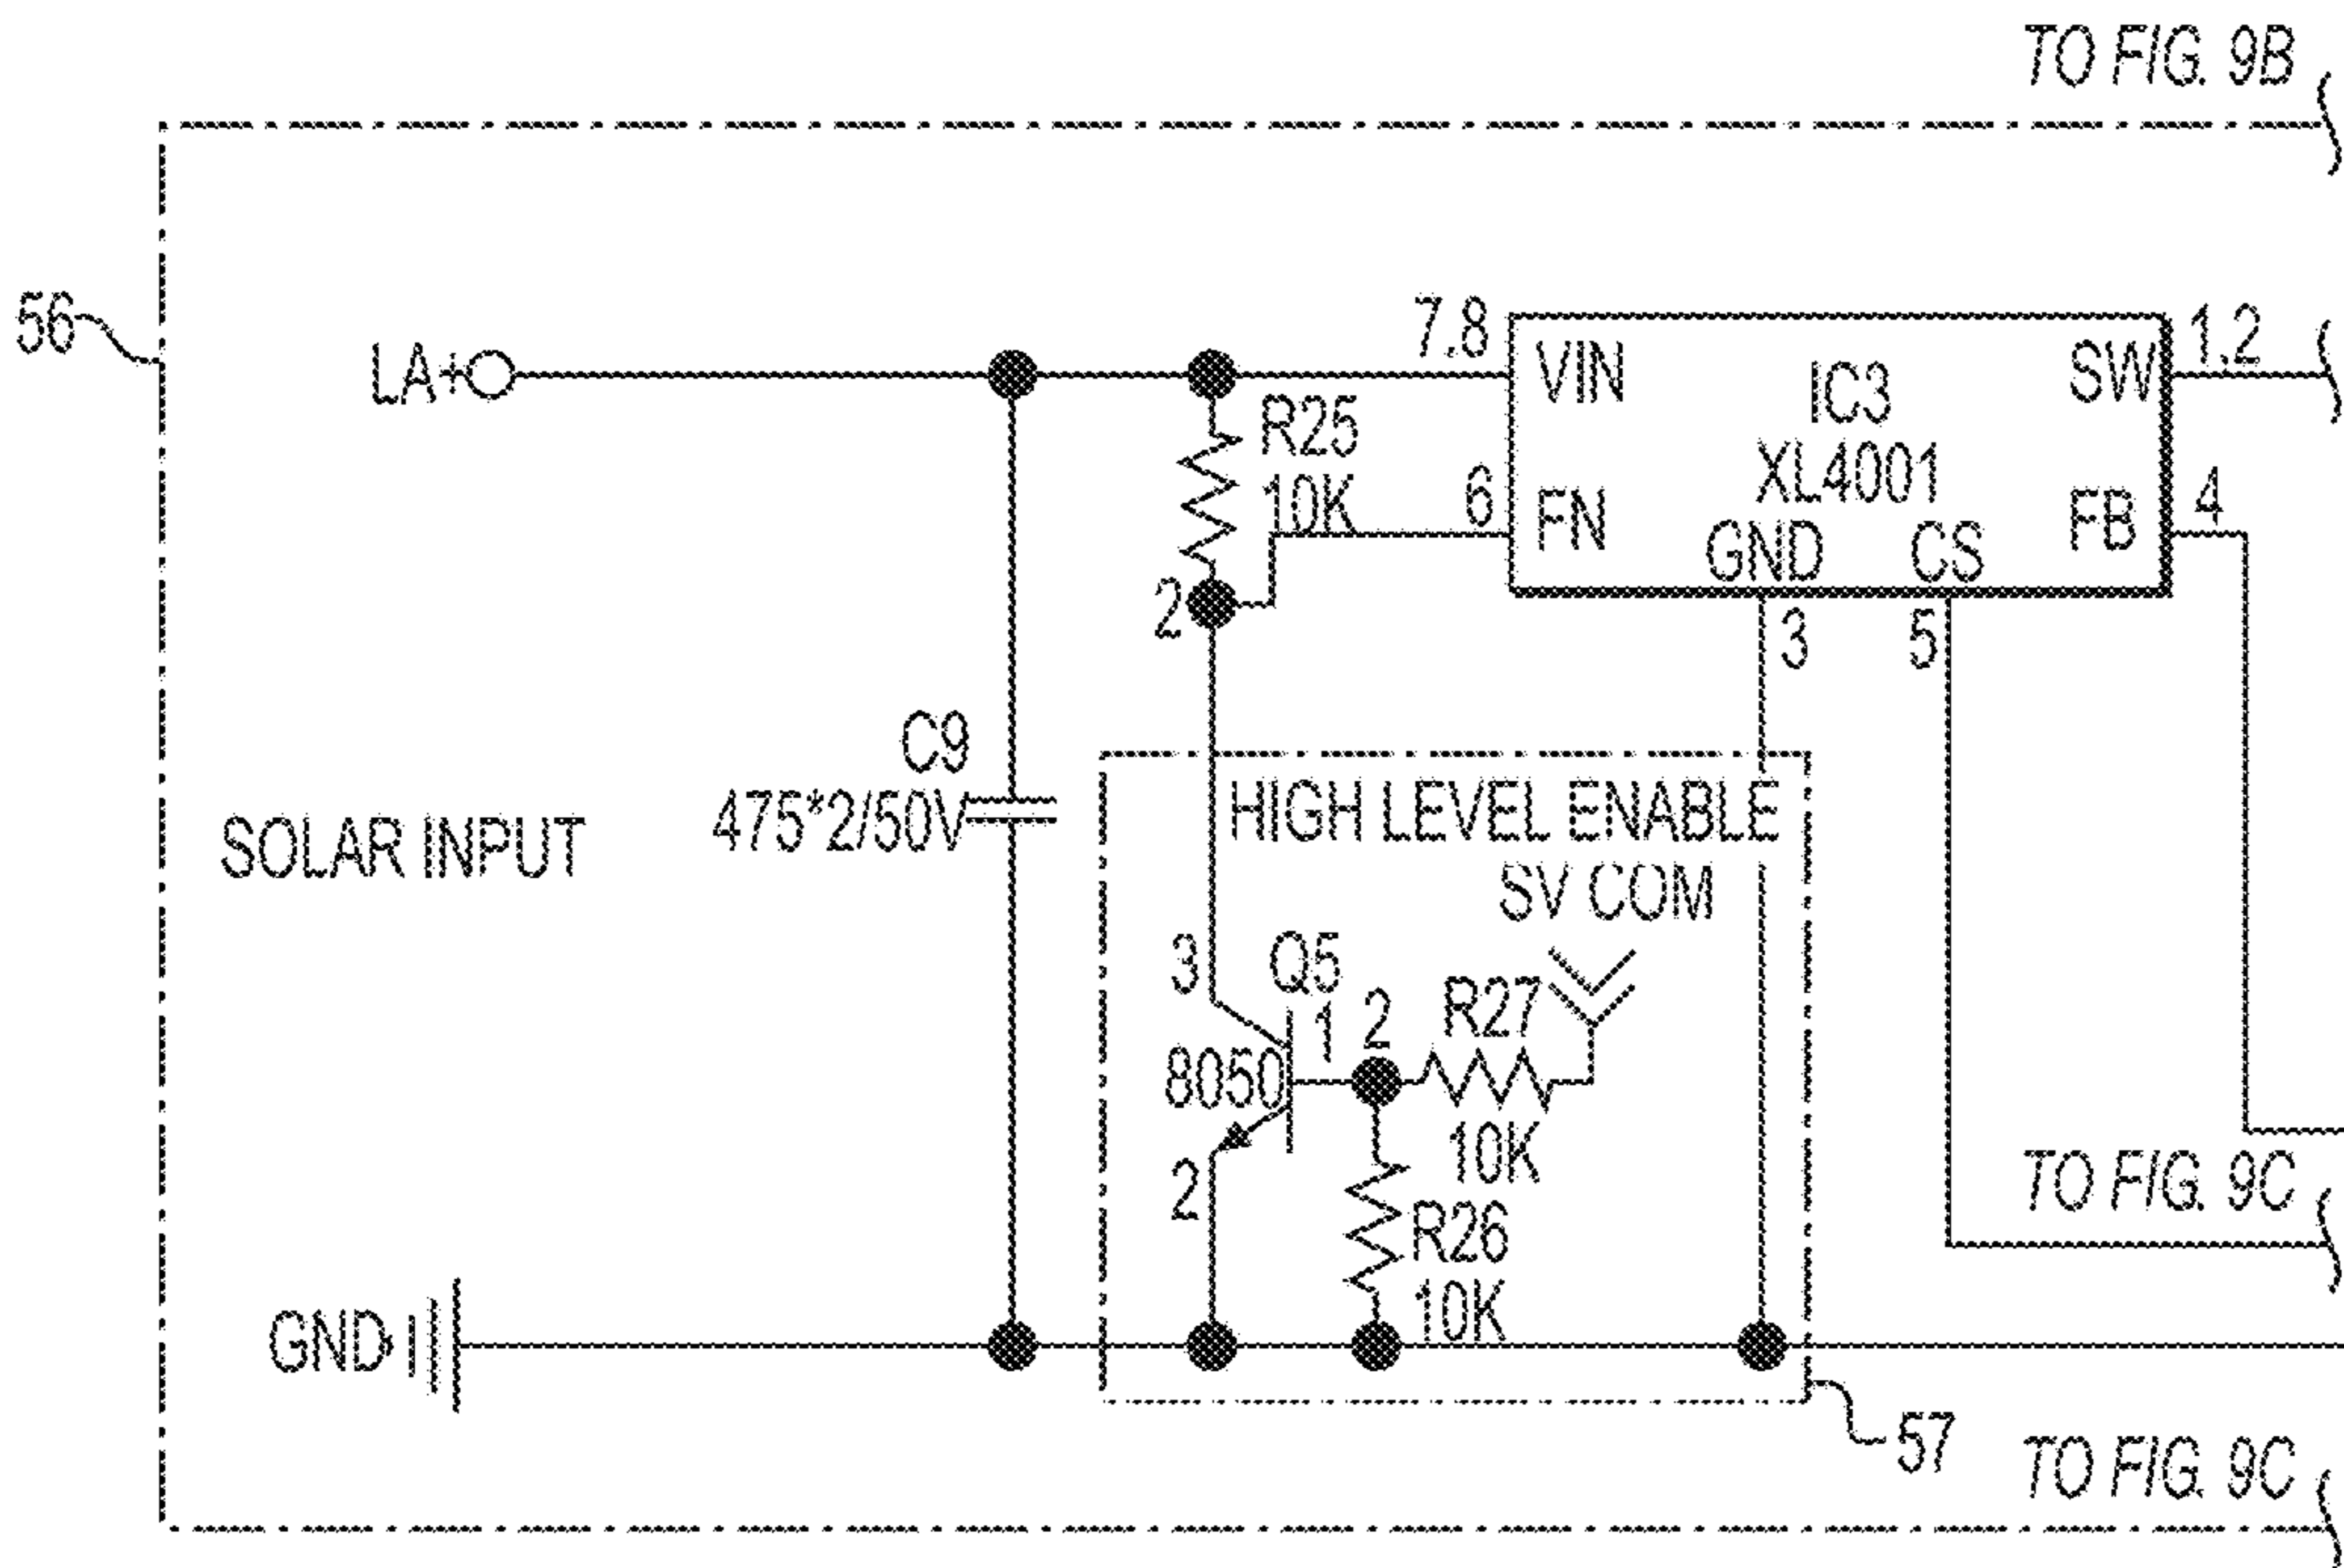 TO FIG. 9B
56
LA+
7.8
VIN
IC3
XL4001
SW
1.2
R25
10K
6
FN
GND
CS
FB
4
2
3
5
C9
475*2/50V
SOLAR INPUT
HIGH LEVEL ENABLE
SV COM
3
Q5
1
2
R27
10K
8050
2
R26
10K
TO FIG. 9C
GND
57
TO FIG. 9C